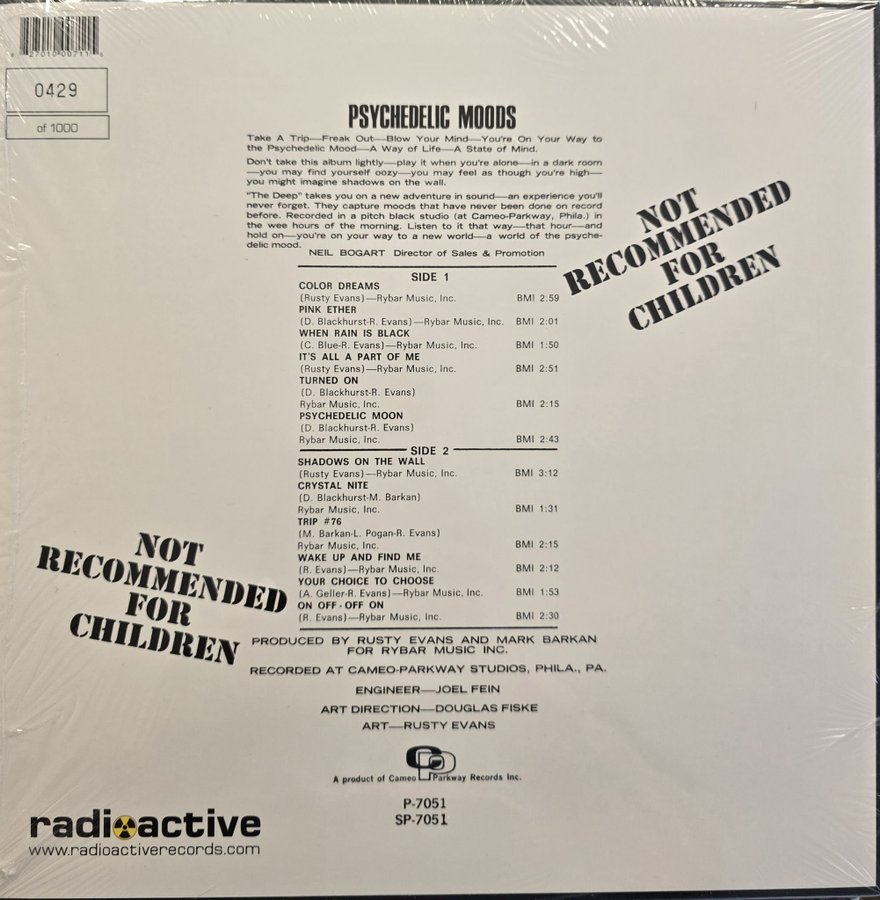 27010 00711
0429
of 1000
PSYCHEDELIC MOODS
Take A Trip—Freak Out—Blow Your Mind—You're On Your Way to
the Psychedelic Mood—A Way of Life—A State of Mind.
Don't take this album lightly—play it when you're alone—in a dark room
—you may find yourself oozy—you may feel as though you're high—
you might imagine shadows on the wall.
"The Deep" takes you on a new adventure in sound—an experience you'll
never forget. They capture moods that have never been done on record
before. Recorded in a pitch black studio (at Cameo-Parkway, Phila.) in
the wee hours of the morning. Listen to it that way—that hour—and
hold on—you're on your way to a new world—a world of the psyche-
delic mood.
NEIL BOGART Director of Sales & Promotion
NOT
RECOMMENDED
FOR
CHILDREN
SIDE 1
COLOR DREAMS
(Rusty Evans)—Rybar Music, Inc. BMI 2:59
PINK ETHER
(D. Blackhurst-R. Evans)—Rybar Music, Inc. BMI 2:01
WHEN RAIN IS BLACK
(C. Blue-R. Evans)—Rybar Music, Inc. BMI 1:50
IT'S ALL A PART OF ME
(Rusty Evans)—Rybar Music, Inc. BMI 2:51
TURNED ON
(D. Blackhurst-R. Evans)
Rybar Music, Inc. BMI 2:15
PSYCHEDELIC MOON
(D. Blackhurst-R. Evans)
Rybar Music, Inc. BMI 2:43
SIDE 2
SHADOWS ON THE WALL
(Rusty Evans)—Rybar Music, Inc. BMI 3:12
CRYSTAL NITE
(D. Blackhurst-M. Barkan)
Rybar Music, Inc. BMI 1:31
TRIP #76
(M. Barkan-L. Pogan-R. Evans)
Rybar Music, Inc. BMI 2:15
WAKE UP AND FIND ME
(R. Evans)—Rybar Music, Inc. BMI 2:12
YOUR CHOICE TO CHOOSE
(A. Geller-R. Evans)—Rybar Music, Inc. BMI 1:53
ON OFF-OFF ON
(R. Evans)—Rybar Music, Inc. BMI 2:30
NOT
RECOMMENDED
FOR
CHILDREN
PRODUCED BY RUSTY EVANS AND MARK BARKAN
FOR RYBAR MUSIC INC.
RECORDED AT CAMEO-PARKWAY STUDIOS, PHILA., PA.
ENGINEER—JOEL FEIN
ART DIRECTION—DOUGLAS FISKE
ART—RUSTY EVANS
A product of Cameo Parkway Records Inc.
P-7051
SP-7051
radioactive
www.radioactiverecords.com